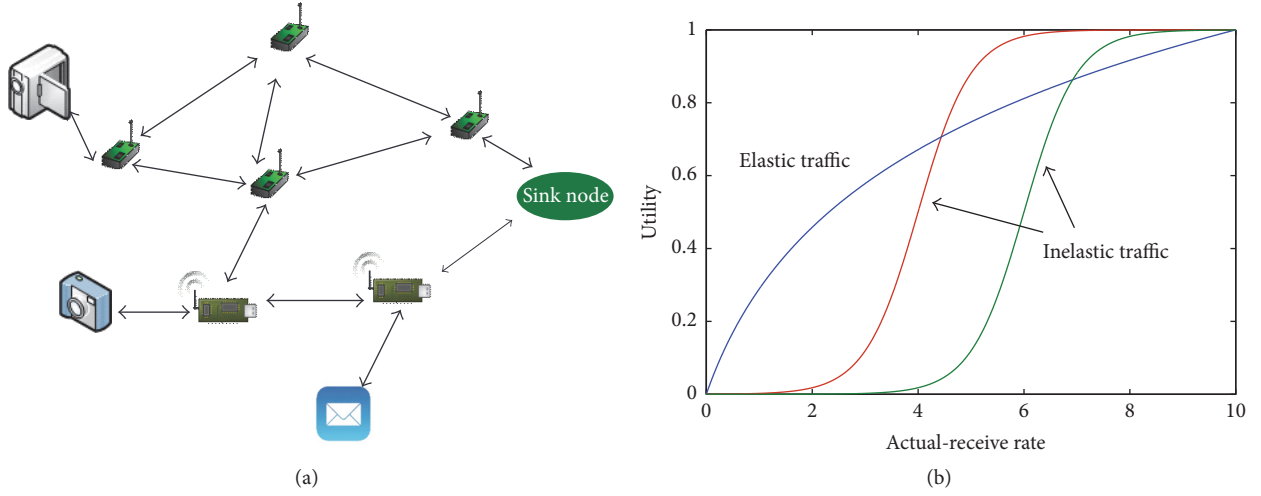 Sink node
(a)
1
0.8
0.6
0.4
0.2
0
0
2
4
6
8
10
Utility
Actual-receive rate
Elastic traffic
Inelastic traffic
(b)